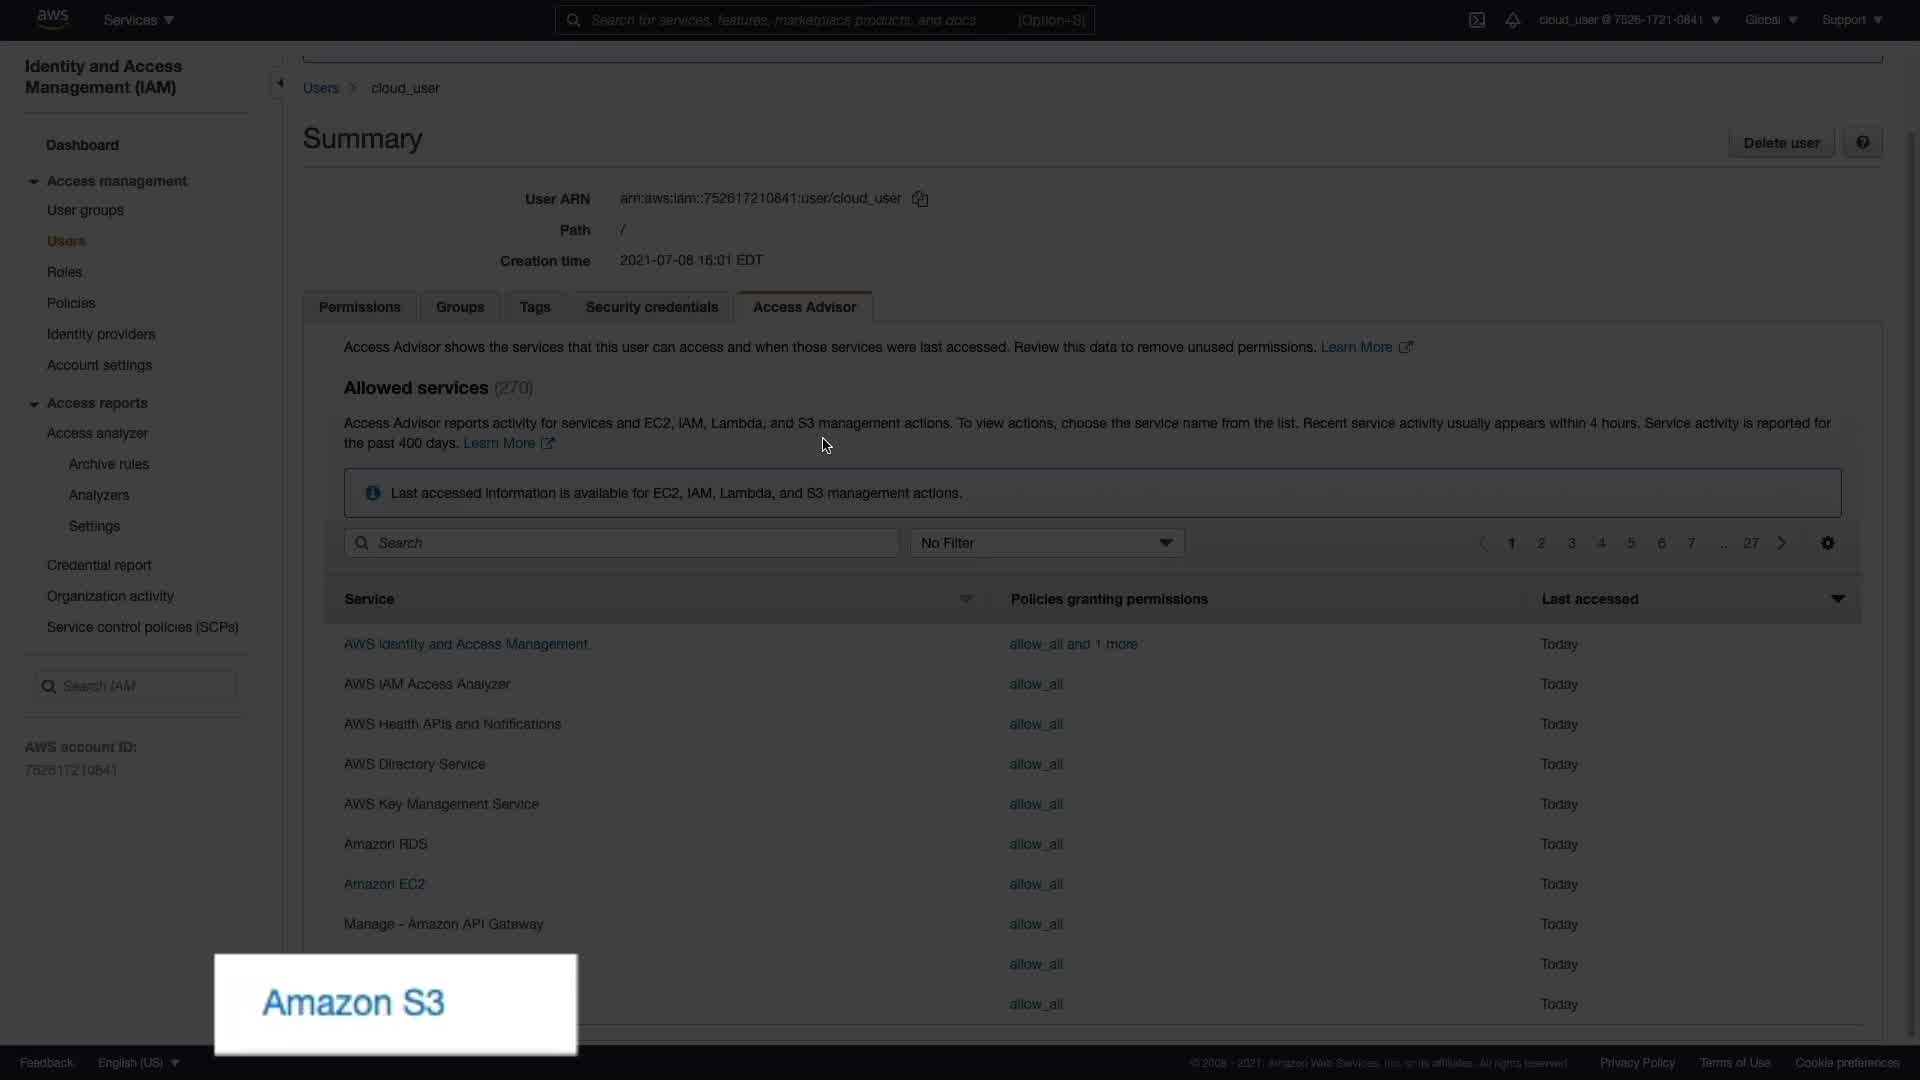 aws
Services
Search for services, features, marketplace products, and docs
[Option+S]
cloud_user @ 7526-1721-0841
Global
Support
Identity and Access
Management (IAM)
Dashboard
Access management
User groups
Users
Roles
Policies
Identity providers
Account settings
Access reports
Access analyzer
Archive rules
Analyzers
Settings
Credential report
Organization activity
Service control policies (SCPs)
Search IAM
AWS account ID:
752617210841
Users > cloud_user
Summary
Delete user
User ARN arn:aws:iam::752617210841:user/cloud_user
Path /
Creation time 2021-07-08 16:01 EDT
Permissions Groups Tags Security credentials Access Advisor
Access Advisor shows the services that this user can access and when those services were last accessed. Review this data to remove unused permissions. Learn More
Allowed services (270)
Access Advisor reports activity for services and EC2, IAM, Lambda, and S3 management actions. To view actions, choose the service name from the list. Recent service activity usually appears within 4 hours. Service activity is reported for
the past 400 days. Learn More
Last accessed information is available for EC2, IAM, Lambda, and S3 management actions.
Search
No Filter
1 2 3 4 5 6 7 ... 27
Service Policies granting permissions Last accessed
AWS Identity and Access Management allow_all and 1 more Today
AWS IAM Access Analyzer allow_all Today
AWS Health APIs and Notifications allow_all Today
AWS Directory Service allow_all Today
AWS Key Management Service allow_all Today
Amazon RDS allow_all Today
Amazon EC2 allow_all Today
Manage - Amazon API Gateway allow_all Today
allow_all Today
Amazon S3 allow_all Today
Feedback English (US)
© 2008 - 2021, Amazon Web Services, Inc. or its affiliates. All rights reserved.
Privacy Policy Terms of Use Cookie preferences